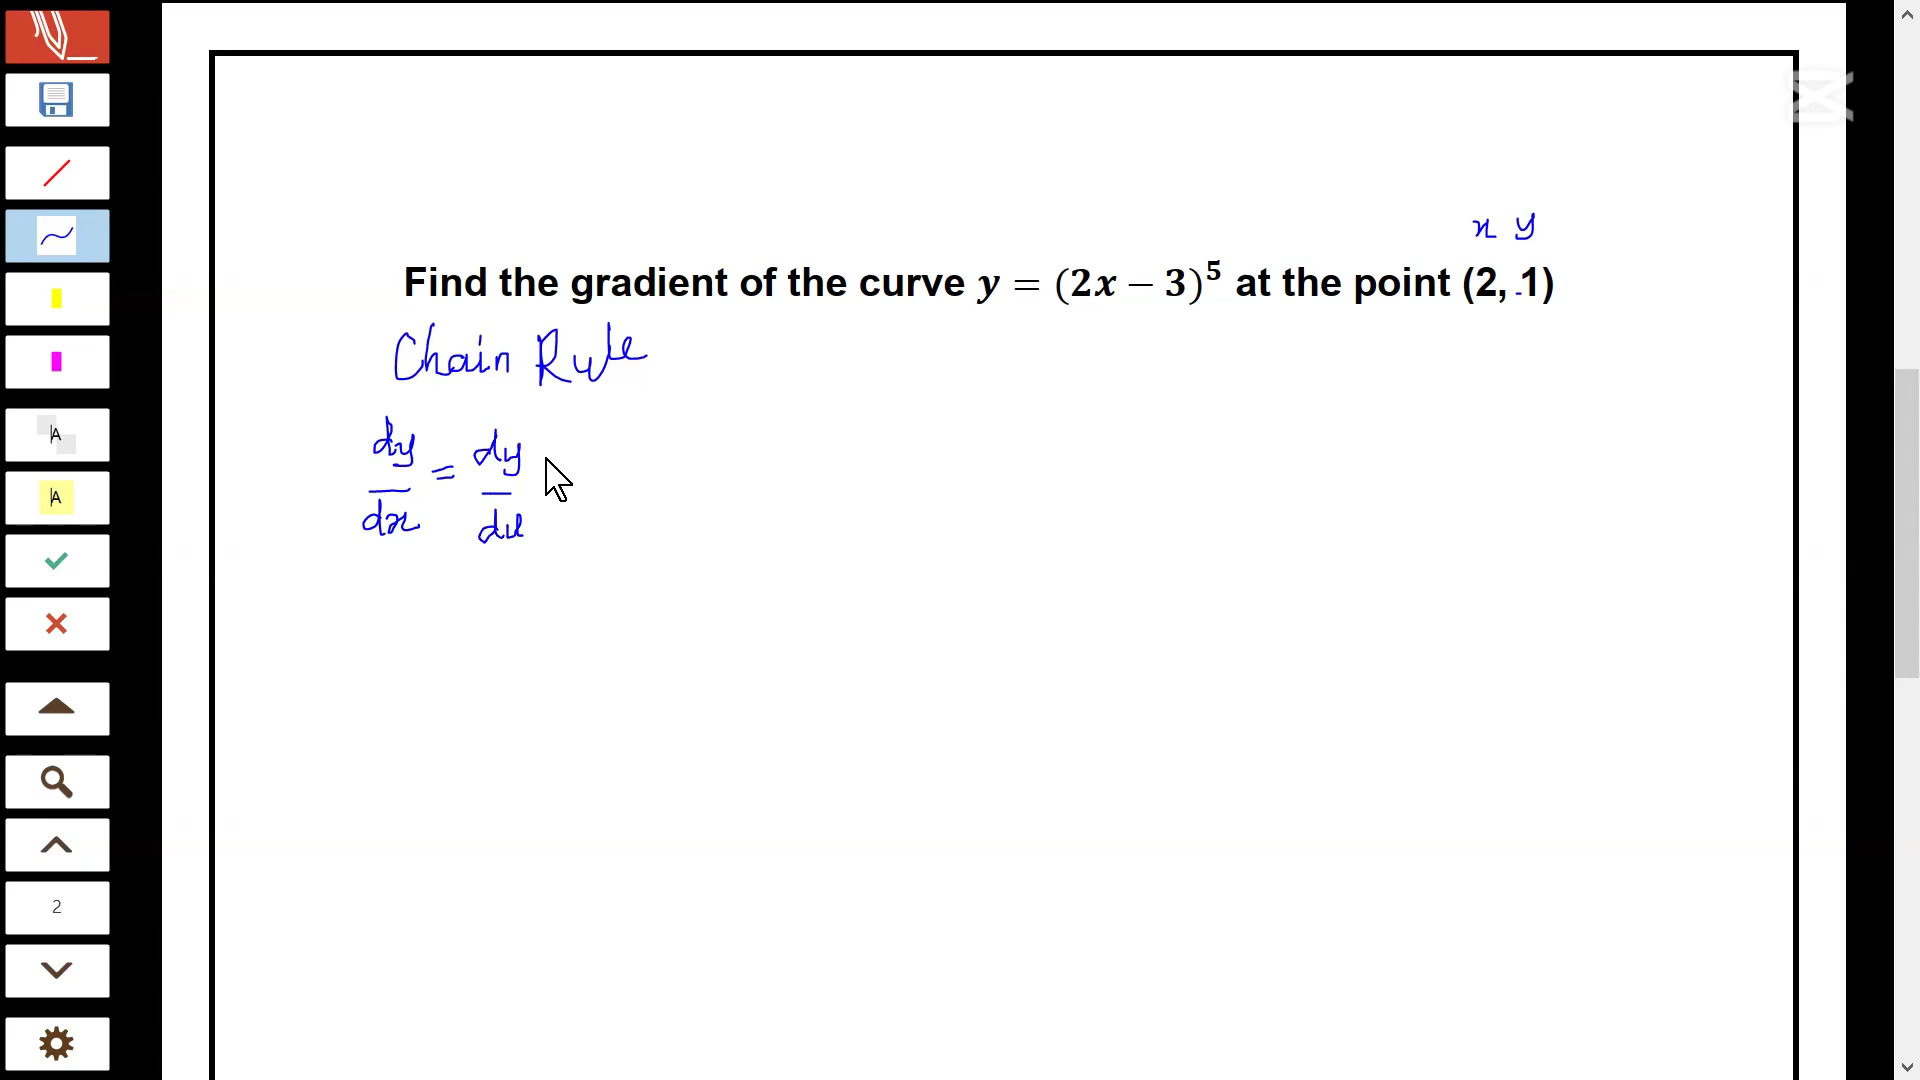 x y
Find the gradient of the curve y = (2x − 3)⁵ at the point (2, 1)
Chain Rule
dy/dx = dy/du
A
A
2